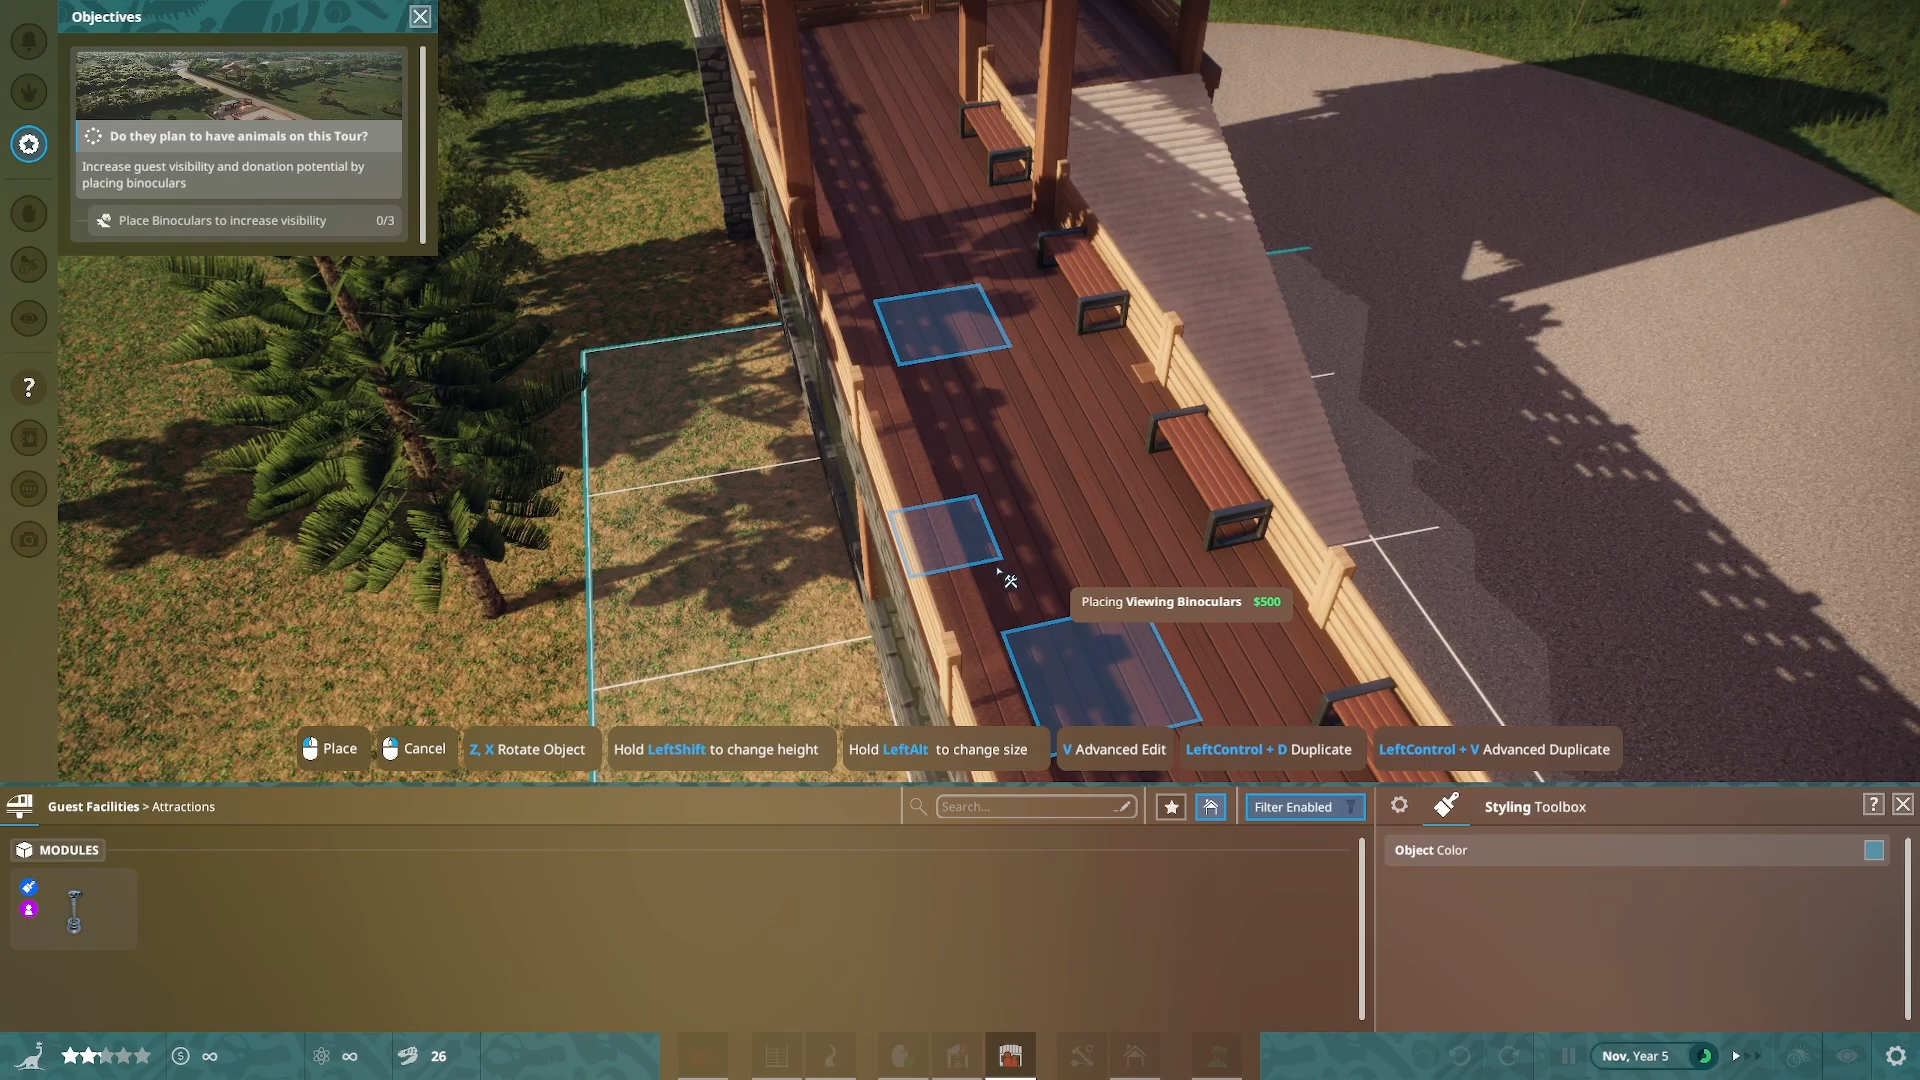 Objectives
Do they plan to have animals on this Tour?
Increase guest visibility and donation potential by
placing binoculars
Place Binoculars to increase visibility 0/3
?
Placing Viewing Binoculars $500
Place
Cancel
Z, X Rotate Object
Hold LeftShift to change height
Hold LeftAlt to change size
V Advanced Edit
LeftControl + D Duplicate
LeftControl + V Advanced Duplicate
Guest Facilities > Attractions
Search...
Filter Enabled
Styling Toolbox
?
MODULES
Object Color
$ ∞
∞
26
Nov, Year 5